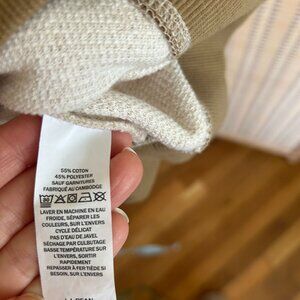 55% COTON
45% POLYESTER
SAUF GARNITURES
FABRIQUÉ AU CAMBODGE
LAVER EN MACHINE EN EAU
FROIDE, SÉPARER LES
COULEURS, SUR L'ENVERS
CYCLE DÉLICAT
PAS D'EAU DE JAVEL
SÉCHAGE PAR CULBUTAGE
BASSE TEMPÉRATURE SUR
L'ENVERS, SORTIR
RAPIDEMENT
REPASSER À FER TIÈDE SI
BESOIN, SUR L'ENVERS